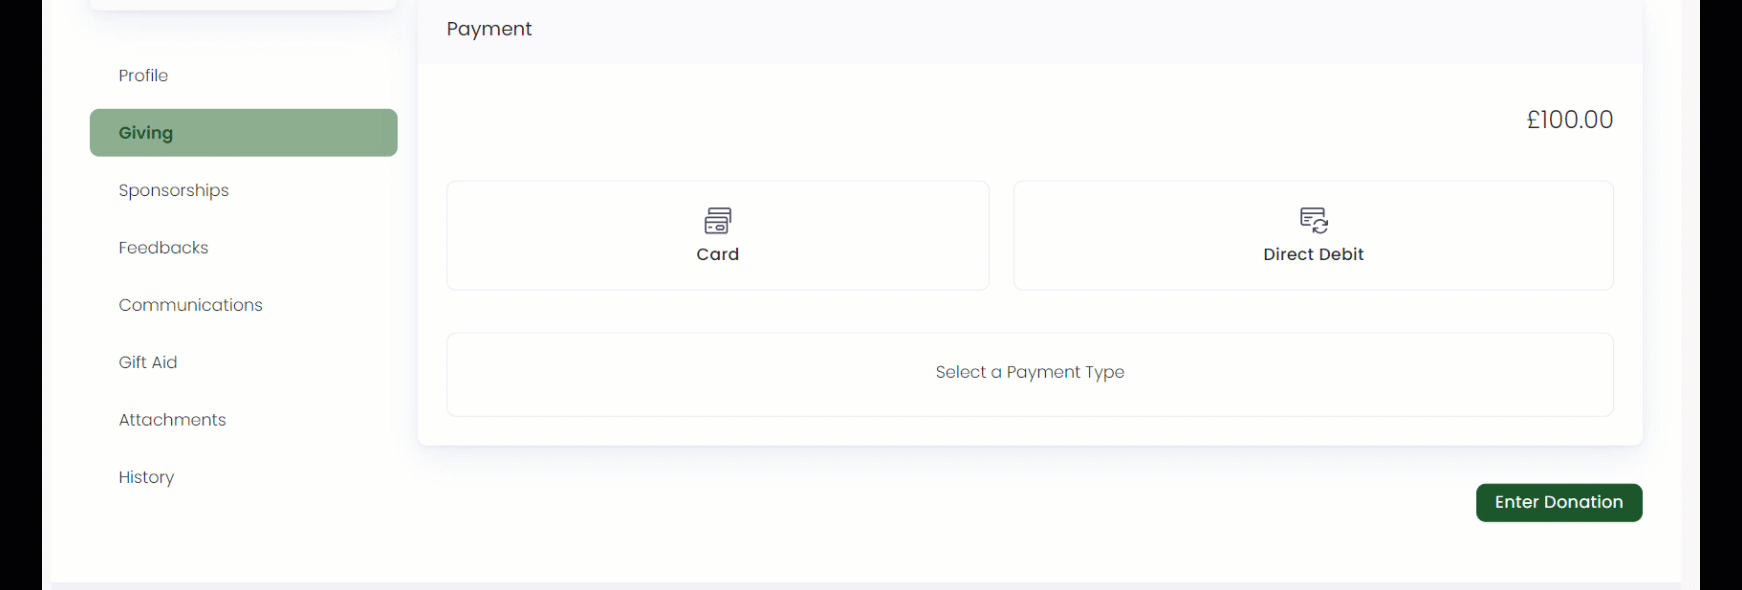 Payment
Profile
£100.00
Giving
Sponsorships
Card
Direct Debit
Feedbacks
Communications
Select a Payment Type
Gift Aid
Attachments
History
Enter Donation